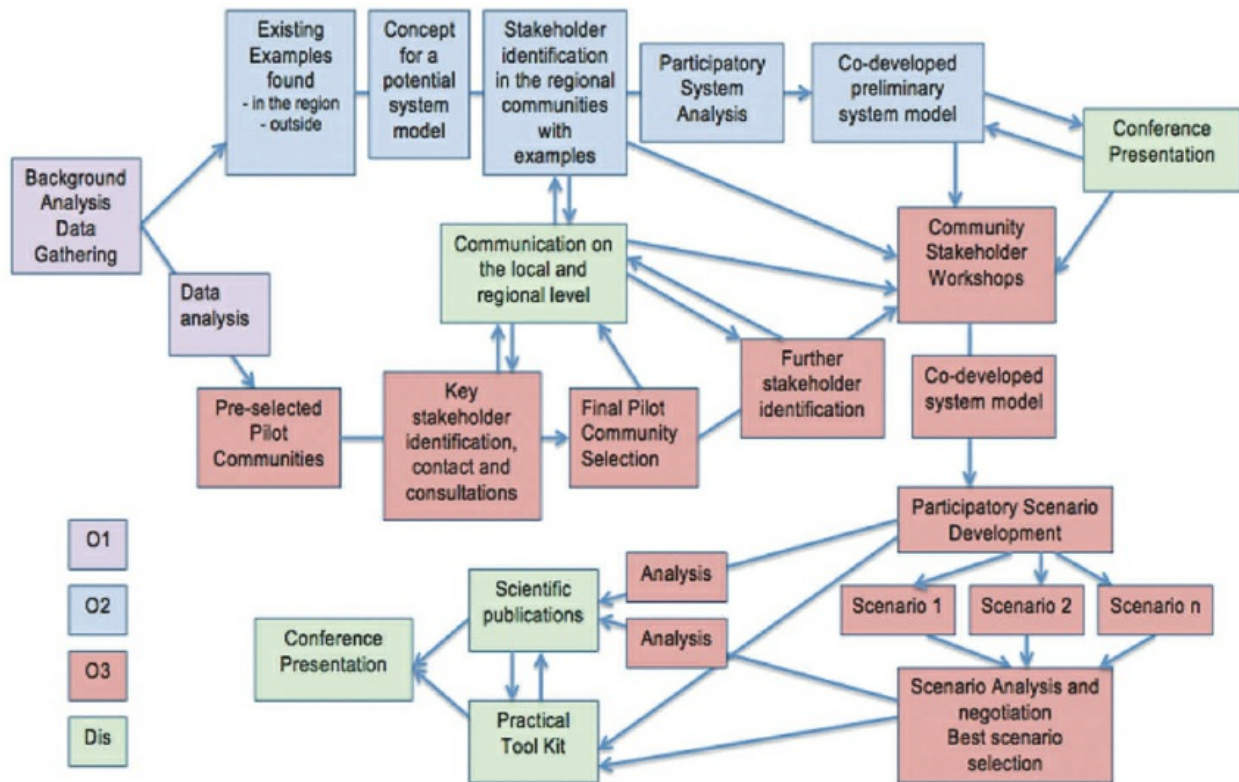 Existing
Examples
found
- in the region
- outside
Concept
for a
potential
system
model
Stakeholder
identification
in the regional
communities
with
examples
Participatory
System
Analysis
Co-developed
preliminary
system model
Conference
Presentation
Background
Analysis
Data
Gathering
Communication on
the local and
regional level
Community
Stakeholder
Workshops
Data
analysis
Further
stakeholder
identification
Co-developed
system model
Pre-selected
Pilot
Communities
Key
stakeholder
identification,
contact and
consultations
Final Pilot
Community
Selection
Participatory Scenario
Development
O1
O2
O3
Dis
Analysis
Scientific
publications
Scenario 1
Scenario 2
Scenario n
Analysis
Conference
Presentation
Practical
Tool Kit
Scenario Analysis and
negotiation
Best scenario
selection